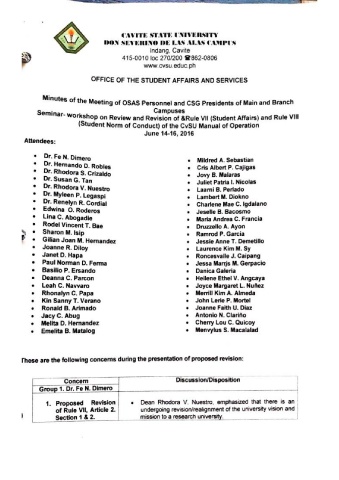 CAVITE STATE UNIVERSITY
DON SEVERINO DE LAS ALAS CAMPUS
Indang, Cavite
415-0010 loc 270/200 ☎862-0806
www.cvsu.edu.ph
OFFICE OF THE STUDENT AFFAIRS AND SERVICES
Minutes of the Meeting of OSAS Personnel and CSG Presidents of Main and Branch
Campuses
Seminar- workshop on Review and Revision of &Rule VII (Student Affairs) and Rule VIII
(Student Norm of Conduct) of the CvSU Manual of Operation
June 14-16, 2016
Attendees:
• Dr. Fe N. Dimero
• Dr. Hernando D. Robles
• Dr. Rhodora S. Crizaldo
• Dr. Susan G. Tan
• Dr. Rhodora V. Nuestro
• Dr. Myleen P. Legaspi
• Dr. Renelyn R. Cordial
• Edwina O. Roderos
• Lina C. Abogadie
• Rodel Vincent T. Bae
• Sharon M. Isip
• Gilian Joan M. Hernandez
• Joanne R. Diloy
• Janet D. Hapa
• Paul Norman D. Ferma
• Basilio P. Ersando
• Deanna C. Parcon
• Leah C. Navvaro
• Rhonalyn C. Papa
• Kin Sanny T. Verano
• Ronald B. Arimado
• Jacy C. Abug
• Melita D. Hernandez
• Emelita B. Matalog
• Mildred A. Sebastian
• Cris Albert P. Cajigas
• Jovy B. Malaras
• Juliet Patria I. Nicolas
• Laarni B. Perlado
• Lambert M. Diokno
• Charlene Mae C. Igdalano
• Jeselle B. Bacosmo
• Maria Andrea C. Francia
• Druzzello A. Ayon
• Ramrod P. Garcia
• Jessie Anne T. Demetillo
• Laurence Kim M. Sy
• Roncesvalle J. Caipang
• Jessa Marrjs M. Gerpacio
• Danica Galeria
• Heilene Ethel V. Angcaya
• Joyce Margaret L. Nuñez
• Merrill Kim A. Almeda
• John Lerie P. Mortel
• Joanne Faith U. Diaz
• Antonio N. Clariño
• Cherry Lou C. Quicoy
• Menvylus S. Macalalad
These are the following concerns during the presentation of proposed revision:
Concern
Discussion/Disposition
Group 1. Dr. Fe N. Dimero
1. Proposed Revision
of Rule VII, Article 2.
Section 1 & 2.
• Dean Rhodora V. Nuestro, emphasized that there is an
undergoing revision/realignment of the university vision and
mission to a research university.